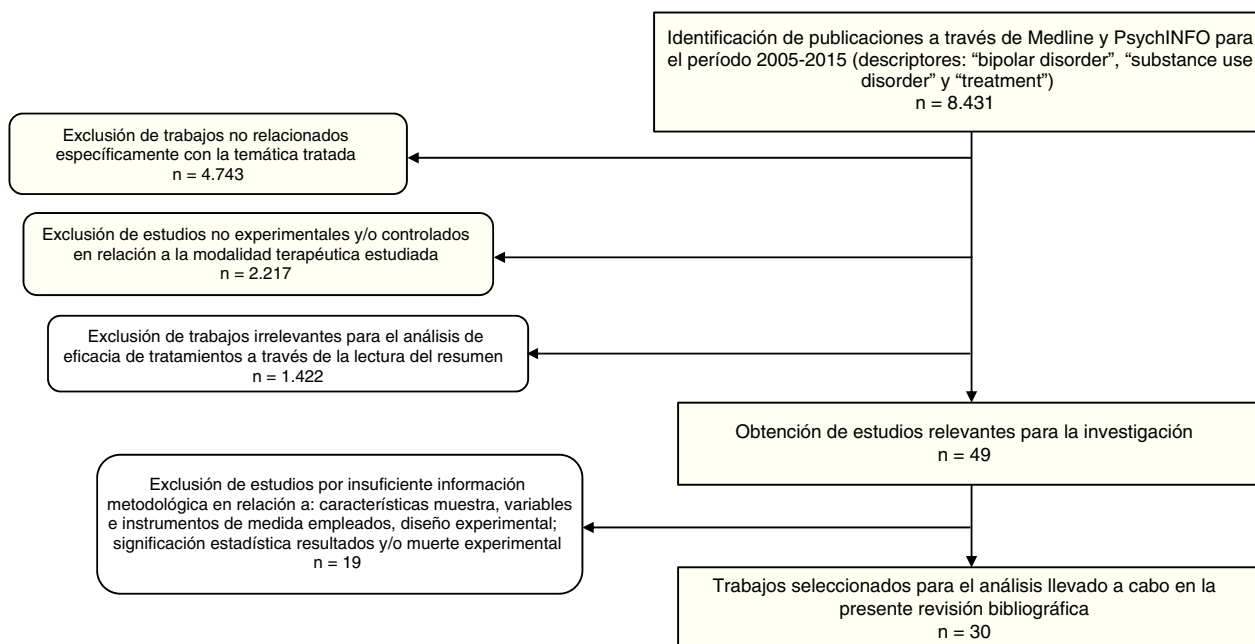 Identificación de publicaciones a través de Medline y PsychINFO para
el período 2005-2015 (descriptores: “bipolar disorder”, “substance use
disorder” y “treatment”)
n = 8.431
Exclusión de trabajos no relacionados
específicamente con la temática tratada
n = 4.743
Exclusión de estudios no experimentales y/o controlados
en relación a la modalidad terapéutica estudiada
n = 2.217
Exclusión de trabajos irrelevantes para el análisis de
eficacia de tratamientos a través de la lectura del resumen
n = 1.422
Obtención de estudios relevantes para la investigación
n = 49
Exclusión de estudios por insuficiente información
metodológica en relación a: características muestra, variables
e instrumentos de medida empleados, diseño experimental;
significación estadística resultados y/o muerte experimental
n = 19
Trabajos seleccionados para el análisis llevado a cabo en la
presente revisión bibliográfica
n = 30